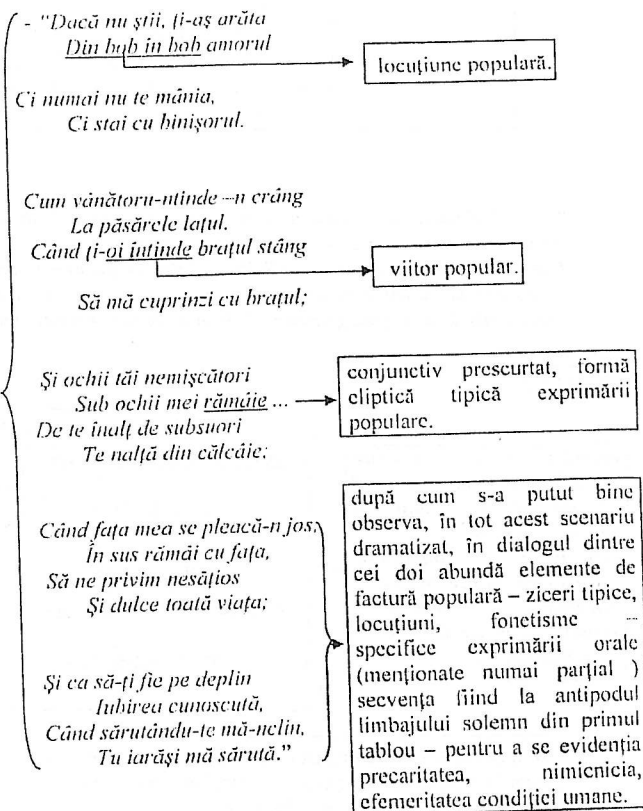 - "Dacă nu știi, ți-aș arăta
Din bob în bob amorul
locuțiune populară.
Ci numai nu te mânia,
Ci stai cu binișorul.
Cum vânătoru-ntinde –n crâng
La păsărele lațul.
Când ți-oi întinde brațul stâng
viitor popular.
Să mă cuprinzi cu brațul;
Și ochii tăi nemișcători
Sub ochii mei rămâie ...
De te înalț de subsuori
Te nalță din călcâie;
conjunctiv prescurtat, formă
eliptică tipică exprimării
populare.
Când fața mea se pleacă-n jos,
În sus rămâi cu fața,
Să ne privim nesățios
Și dulce toată viața;
Și ca să-ți fie pe deplin
Iubirea cunoscută,
Când sărutându-te mă-nclin,
Tu iarăși mă sărută."
după cum s-a putut bine
observa, în tot acest scenariu
dramatizat, în dialogul dintre
cei doi abundă elemente de
factură populară – ziceri tipice,
locuțiuni, fonetisme –
specifice exprimării orale
(menționate numai parțial )
secvența fiind la antipodul
limbajului solemn din primul
tablou – pentru a se evidenția
precaritatea, nimicnicia,
efemeritatea condiției umane.